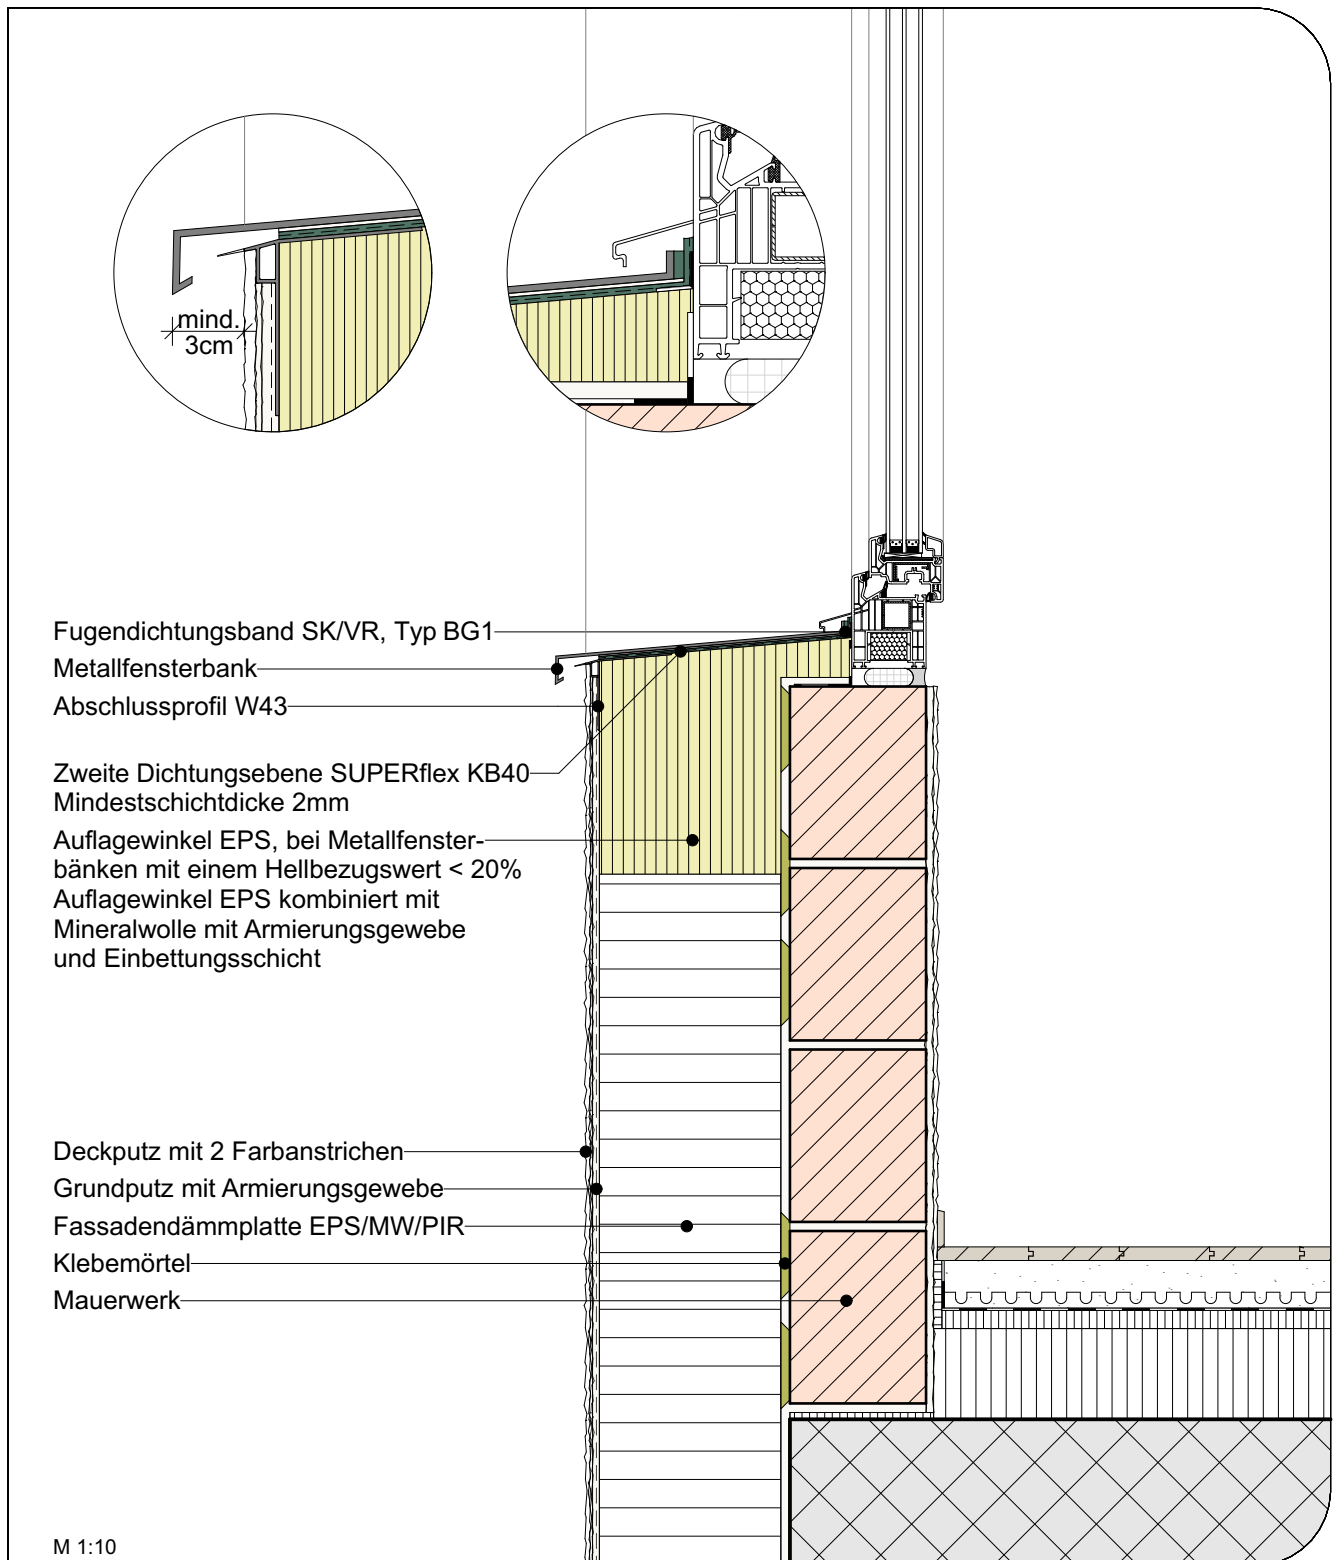 mind.
3cm
Fugendichtungsband SK/VR, Typ BG1
Metallfensterbank
Abschlussprofil W43
Zweite Dichtungsebene SUPERflex KB40
Mindestschichtdicke 2mm
Auflagewinkel EPS, bei Metallfenster-
bänken mit einem Hellbezugswert < 20%
Auflagewinkel EPS kombiniert mit
Mineralwolle mit Armierungsgewebe
und Einbettungsschicht
Deckputz mit 2 Farbanstrichen
Grundputz mit Armierungsgewebe
Fassadendämmplatte EPS/MW/PIR
Klebemörtel
Mauerwerk
M 1:10